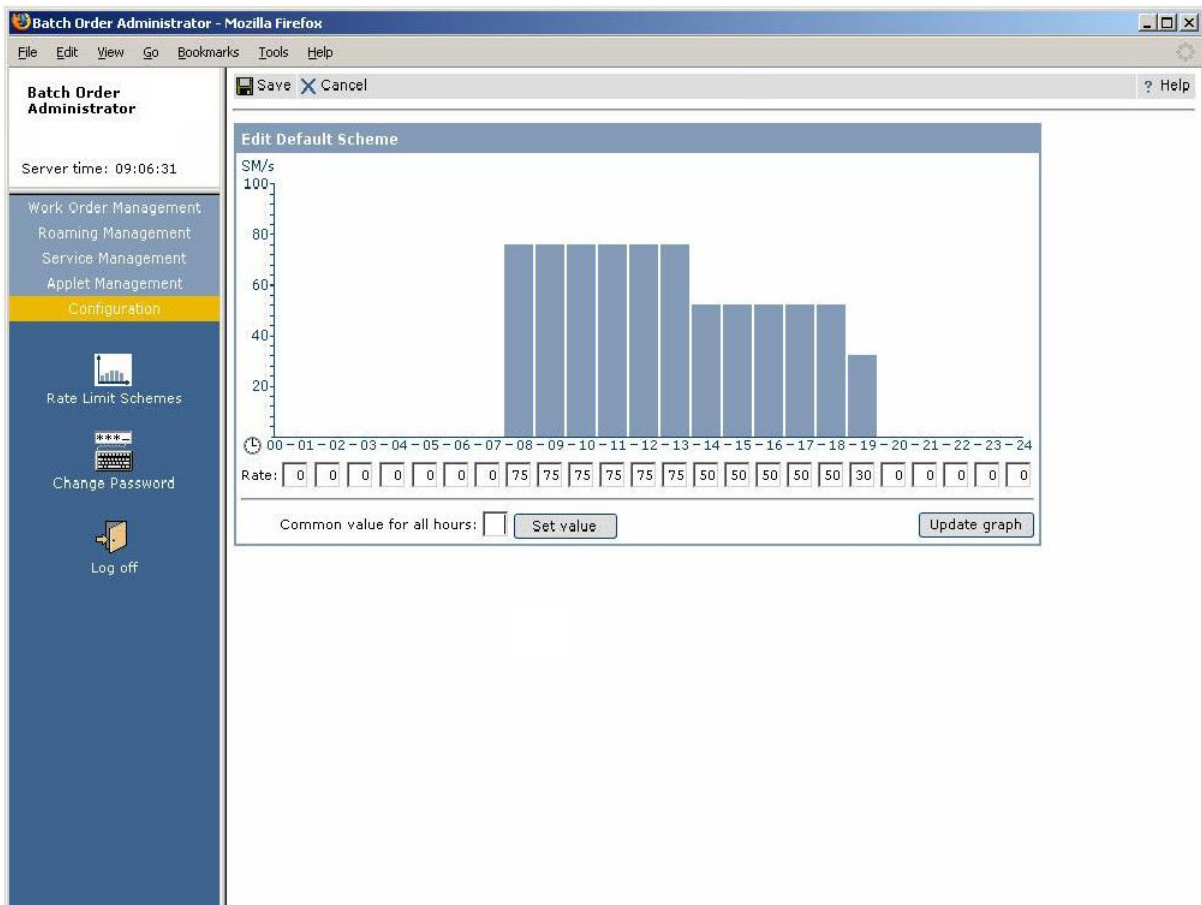 Batch Order Administrator - Mozilla Firefox
File Edit View Go Bookmarks Tools Help
Batch Order
Administrator
Server time: 09:06:31
Work Order Management
Roaming Management
Service Management
Applet Management
Configuration
Rate Limit Schemes
***_
Change Password
Log off
Save Cancel ? Help
Edit Default Scheme
SM/s
100
80
60
40
20
00 - 01 - 02 - 03 - 04 - 05 - 06 - 07 - 08 - 09 - 10 - 11 - 12 - 13 - 14 - 15 - 16 - 17 - 18 - 19 - 20 - 21 - 22 - 23 - 24
Rate: 0 0 0 0 0 0 0 75 75 75 75 75 75 50 50 50 50 50 30 0 0 0 0 0
Common value for all hours: Set value Update graph